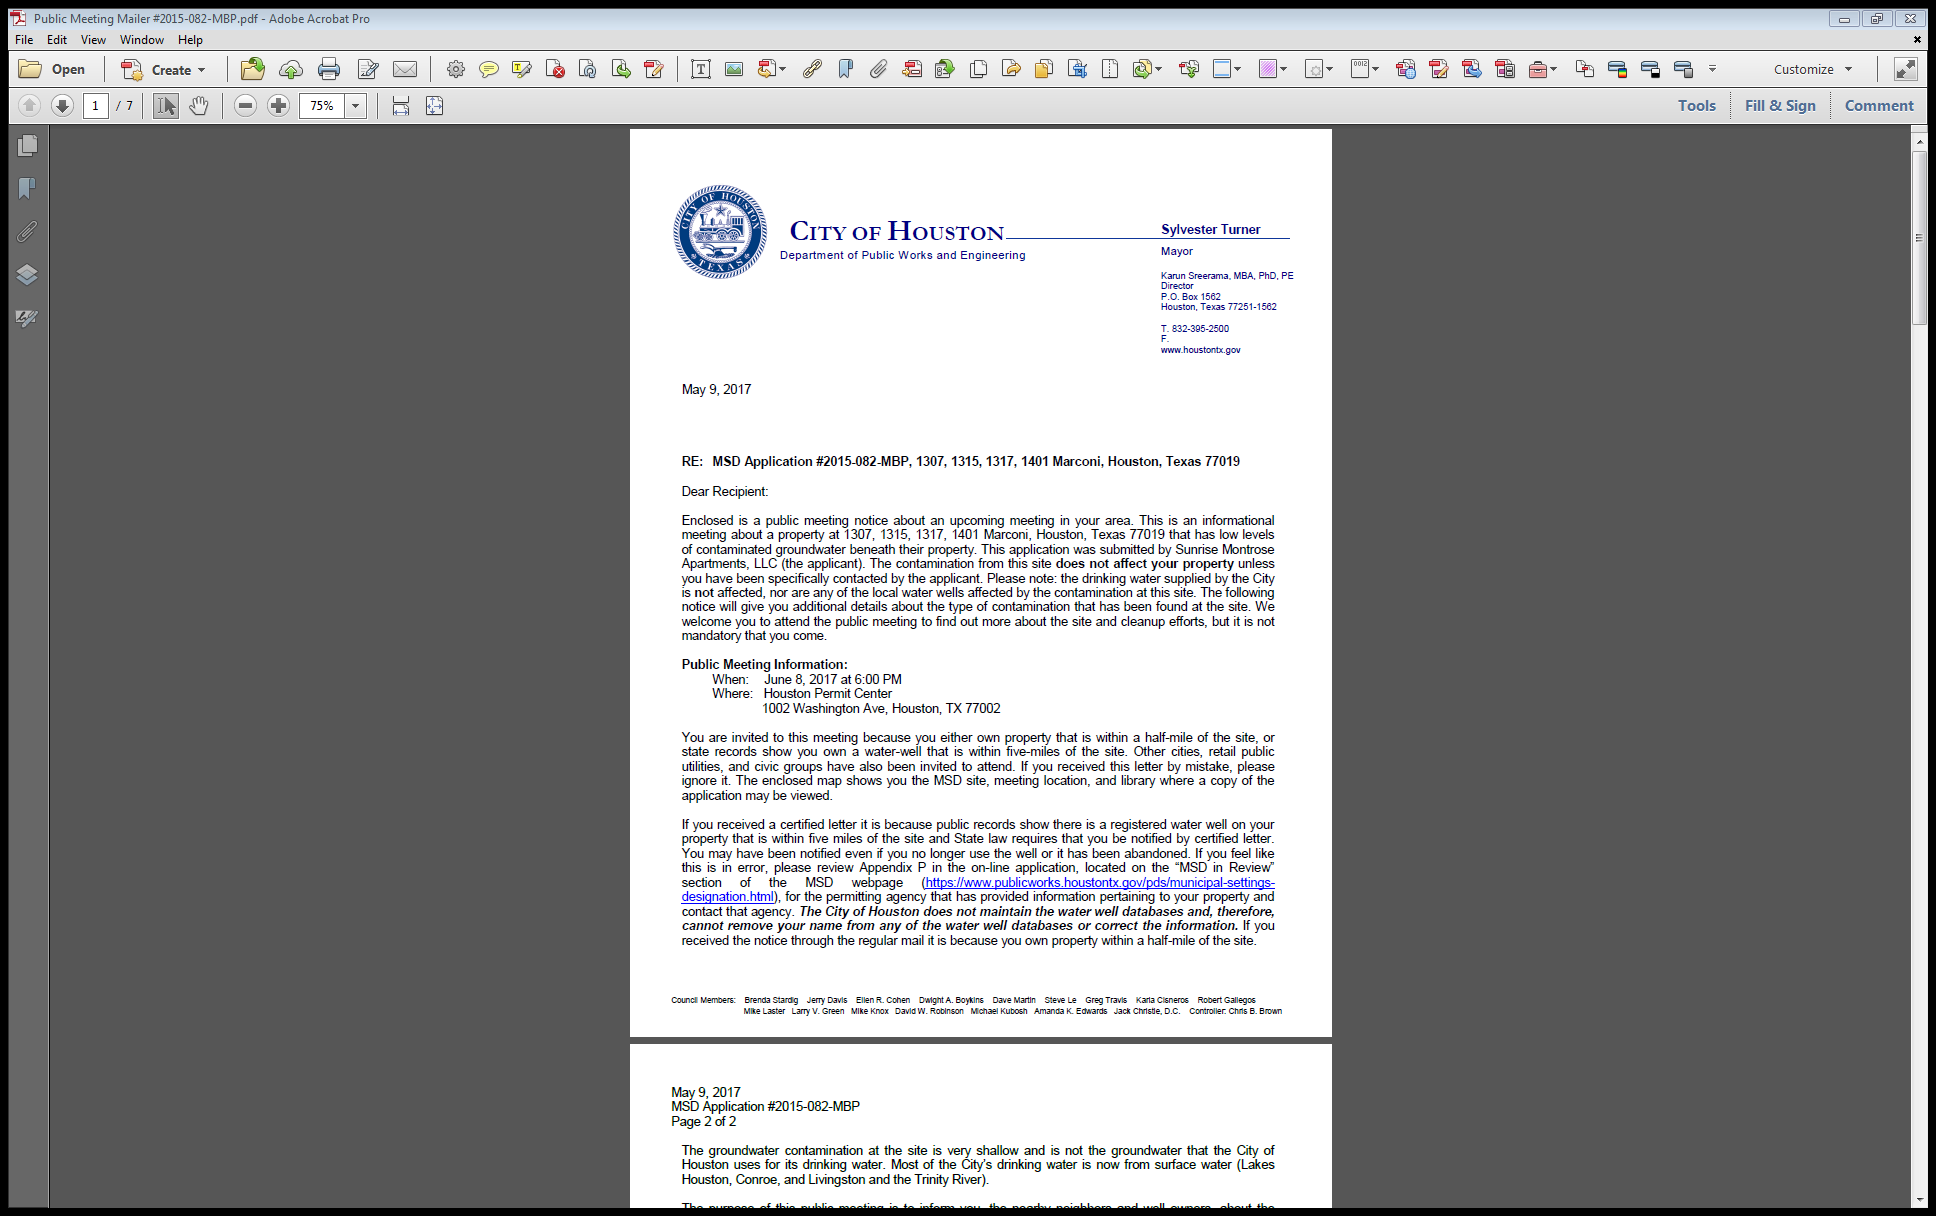 Public Meeting Mailer #2015-082-MBP.pdf - Adobe Acrobat Pro
File Edit View Window Help
Open Create Customize
1 / 7 75% Tools Fill & Sign Comment
CITY OF HOUSTON
TEXAS
CITY OF HOUSTON
Department of Public Works and Engineering
Sylvester Turner
Mayor
Karun Sreerama, MBA, PhD, PE
Director
P.O. Box 1562
Houston, Texas 77251-1562
T. 832-395-2500
F.
www.houstontx.gov
May 9, 2017
RE: MSD Application #2015-082-MBP, 1307, 1315, 1317, 1401 Marconi, Houston, Texas 77019
Dear Recipient:
Enclosed is a public meeting notice about an upcoming meeting in your area. This is an informational
meeting about a property at 1307, 1315, 1317, 1401 Marconi, Houston, Texas 77019 that has low levels
of contaminated groundwater beneath their property. This application was submitted by Sunrise Montrose
Apartments, LLC (the applicant). The contamination from this site does not affect your property unless
you have been specifically contacted by the applicant. Please note: the drinking water supplied by the City
is not affected, nor are any of the local water wells affected by the contamination at this site. The following
notice will give you additional details about the type of contamination that has been found at the site. We
welcome you to attend the public meeting to find out more about the site and cleanup efforts, but it is not
mandatory that you come.
Public Meeting Information:
When: June 8, 2017 at 6:00 PM
Where: Houston Permit Center
1002 Washington Ave, Houston, TX 77002
You are invited to this meeting because you either own property that is within a half-mile of the site, or
state records show you own a water-well that is within five-miles of the site. Other cities, retail public
utilities, and civic groups have also been invited to attend. If you received this letter by mistake, please
ignore it. The enclosed map shows you the MSD site, meeting location, and library where a copy of the
application may be viewed.
If you received a certified letter it is because public records show there is a registered water well on your
property that is within five miles of the site and State law requires that you be notified by certified letter.
You may have been notified even if you no longer use the well or it has been abandoned. If you feel like
this is in error, please review Appendix P in the on-line application, located on the “MSD in Review”
section of the MSD webpage (https://www.publicworks.houstontx.gov/pds/municipal-settings-
designation.html), for the permitting agency that has provided information pertaining to your property and
contact that agency. The City of Houston does not maintain the water well databases and, therefore,
cannot remove your name from any of the water well databases or correct the information. If you
received the notice through the regular mail it is because you own property within a half-mile of the site.
Council Members: Brenda Stardig Jerry Davis Ellen R. Cohen Dwight A. Boykins Dave Martin Steve Le Greg Travis Karla Cisneros Robert Gallegos
Mike Laster Larry V. Green Mike Knox David W. Robinson Michael Kubosh Amanda K. Edwards Jack Christie, D.C. Controller: Chris B. Brown
May 9, 2017
MSD Application #2015-082-MBP
Page 2 of 2
The groundwater contamination at the site is very shallow and is not the groundwater that the City of
Houston uses for its drinking water. Most of the City’s drinking water is now from surface water (Lakes
Houston, Conroe, and Livingston and the Trinity River).
The purpose of this public meeting is to inform you, the nearby neighbors and well owners, about the